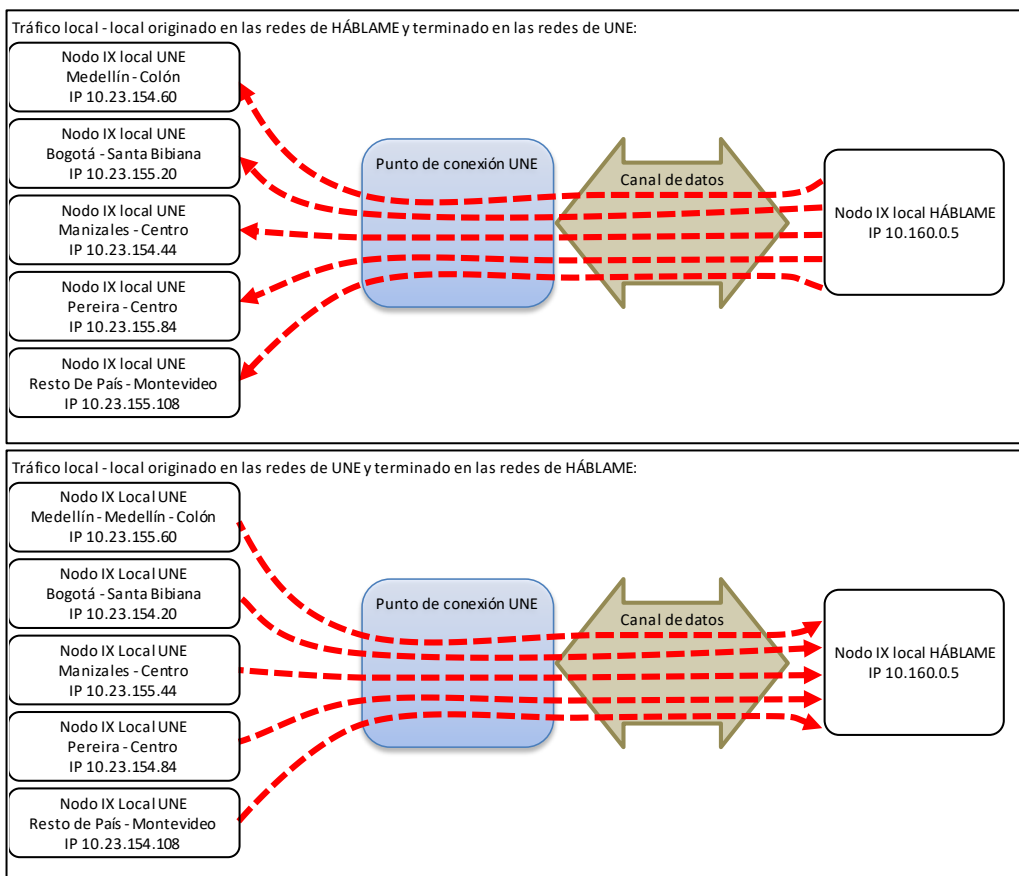 Tráfico local - local originado en las redes de HÁBLAME y terminado en las redes de UNE:
Nodo IX local UNE
Medellín - Colón
IP 10.23.154.60
Nodo IX local UNE
Bogotá - Santa Bibiana
IP 10.23.155.20
Nodo IX local UNE
Manizales - Centro
IP 10.23.154.44
Nodo IX local UNE
Pereira - Centro
IP 10.23.155.84
Nodo IX local UNE
Resto De País - Montevideo
IP 10.23.155.108
Punto de conexión UNE
Canal de datos
Nodo IX local HÁBLAME
IP 10.160.0.5
Tráfico local - local originado en las redes de UNE y terminado en las redes de HÁBLAME:
Nodo IX Local UNE
Medellín - Medellín - Colón
IP 10.23.155.60
Nodo IX Local UNE
Bogotá - Santa Bibiana
IP 10.23.154.20
Nodo IX Local UNE
Manizales - Centro
IP 10.23.155.44
Nodo IX Local UNE
Pereira - Centro
IP 10.23.154.84
Nodo IX Local UNE
Resto de País - Montevideo
IP 10.23.154.108
Punto de conexión UNE
Canal de datos
Nodo IX local HÁBLAME
IP 10.160.0.5